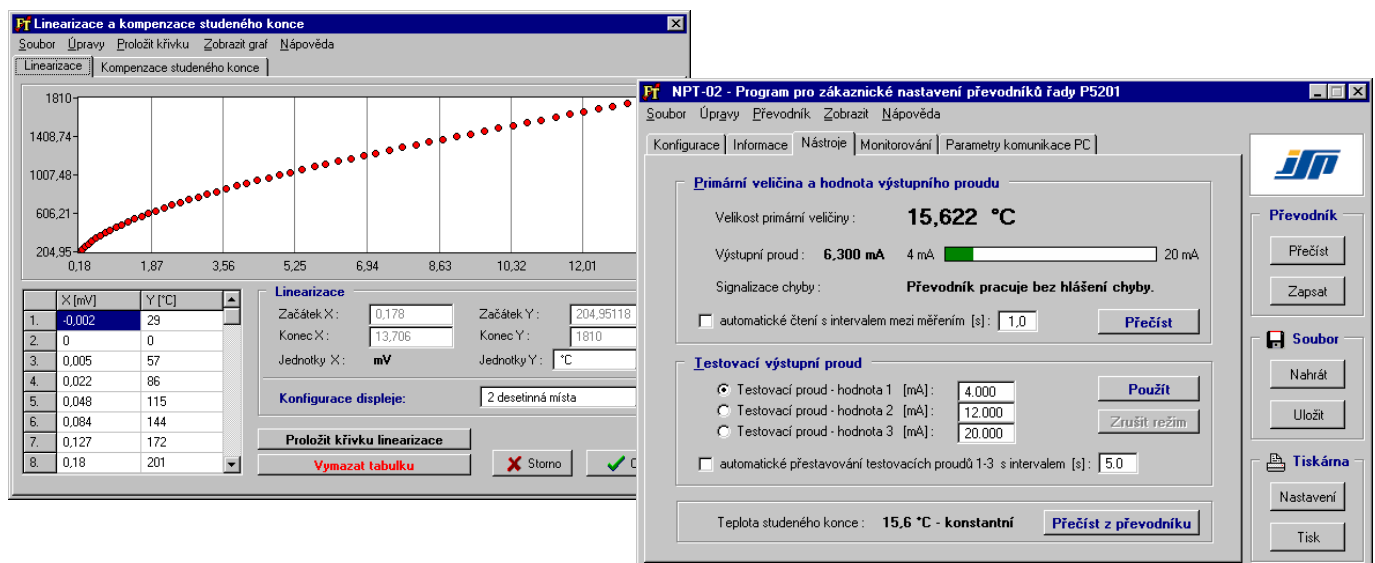 Linearizace a kompenzace studeného konce
Soubor Úpravy Proložit křivku Zobrazit graf Nápověda
Linearizace Kompenzace studeného konce
1810
1408,74
1007,48
606,21
204,95
0,18 1,87 3,56 5,25 6,94 8,63 10,32 12,01
X [mV] Y [°C]
1. -0,002 29
2. 0 0
3. 0,005 57
4. 0,022 86
5. 0,048 115
6. 0,084 144
7. 0,127 172
8. 0,18 201
Linearizace
Začátek X : 0,178 Začátek Y : 204,95118
Konec X : 13,706 Konec Y : 1810
Jednotky X : mV Jednotky Y : °C
Konfigurace displeje: 2 desetinná místa
Proložit křivku linearizace
Vymazat tabulku
Storno
NPT-02 - Program pro zákaznické nastavení převodníků řady P5201
Soubor Úpravy Převodník Zobrazit Nápověda
Konfigurace Informace Nástroje Monitorování Parametry komunikace PC
Primární veličina a hodnota výstupního proudu
Velikost primární veličiny : 15,622 °C
Výstupní proud : 6,300 mA 4 mA 20 mA
Signalizace chyby : Převodník pracuje bez hlášení chyby.
automatické čtení s intervalem mezi měřením [s] : 1,0 Přečíst
Testovací výstupní proud
Testovací proud - hodnota 1 [mA] : 4.000 Použít
Testovací proud - hodnota 2 [mA] : 12.000
Testovací proud - hodnota 3 [mA] : 20.000 Zrušit režim
automatické přestavování testovacích proudů 1-3 s intervalem [s] : 5.0
Teplota studeného konce : 15,6 °C - konstantní Přečíst z převodníku
Převodník
Přečíst
Zapsat
Soubor
Nahrát
Uložit
Tiskárna
Nastavení
Tisk